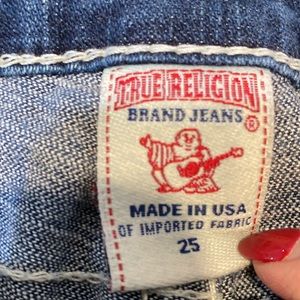 TRUE RELIGION
BRAND JEANS ®
MADE IN USA
OF IMPORTED FABRIC
25